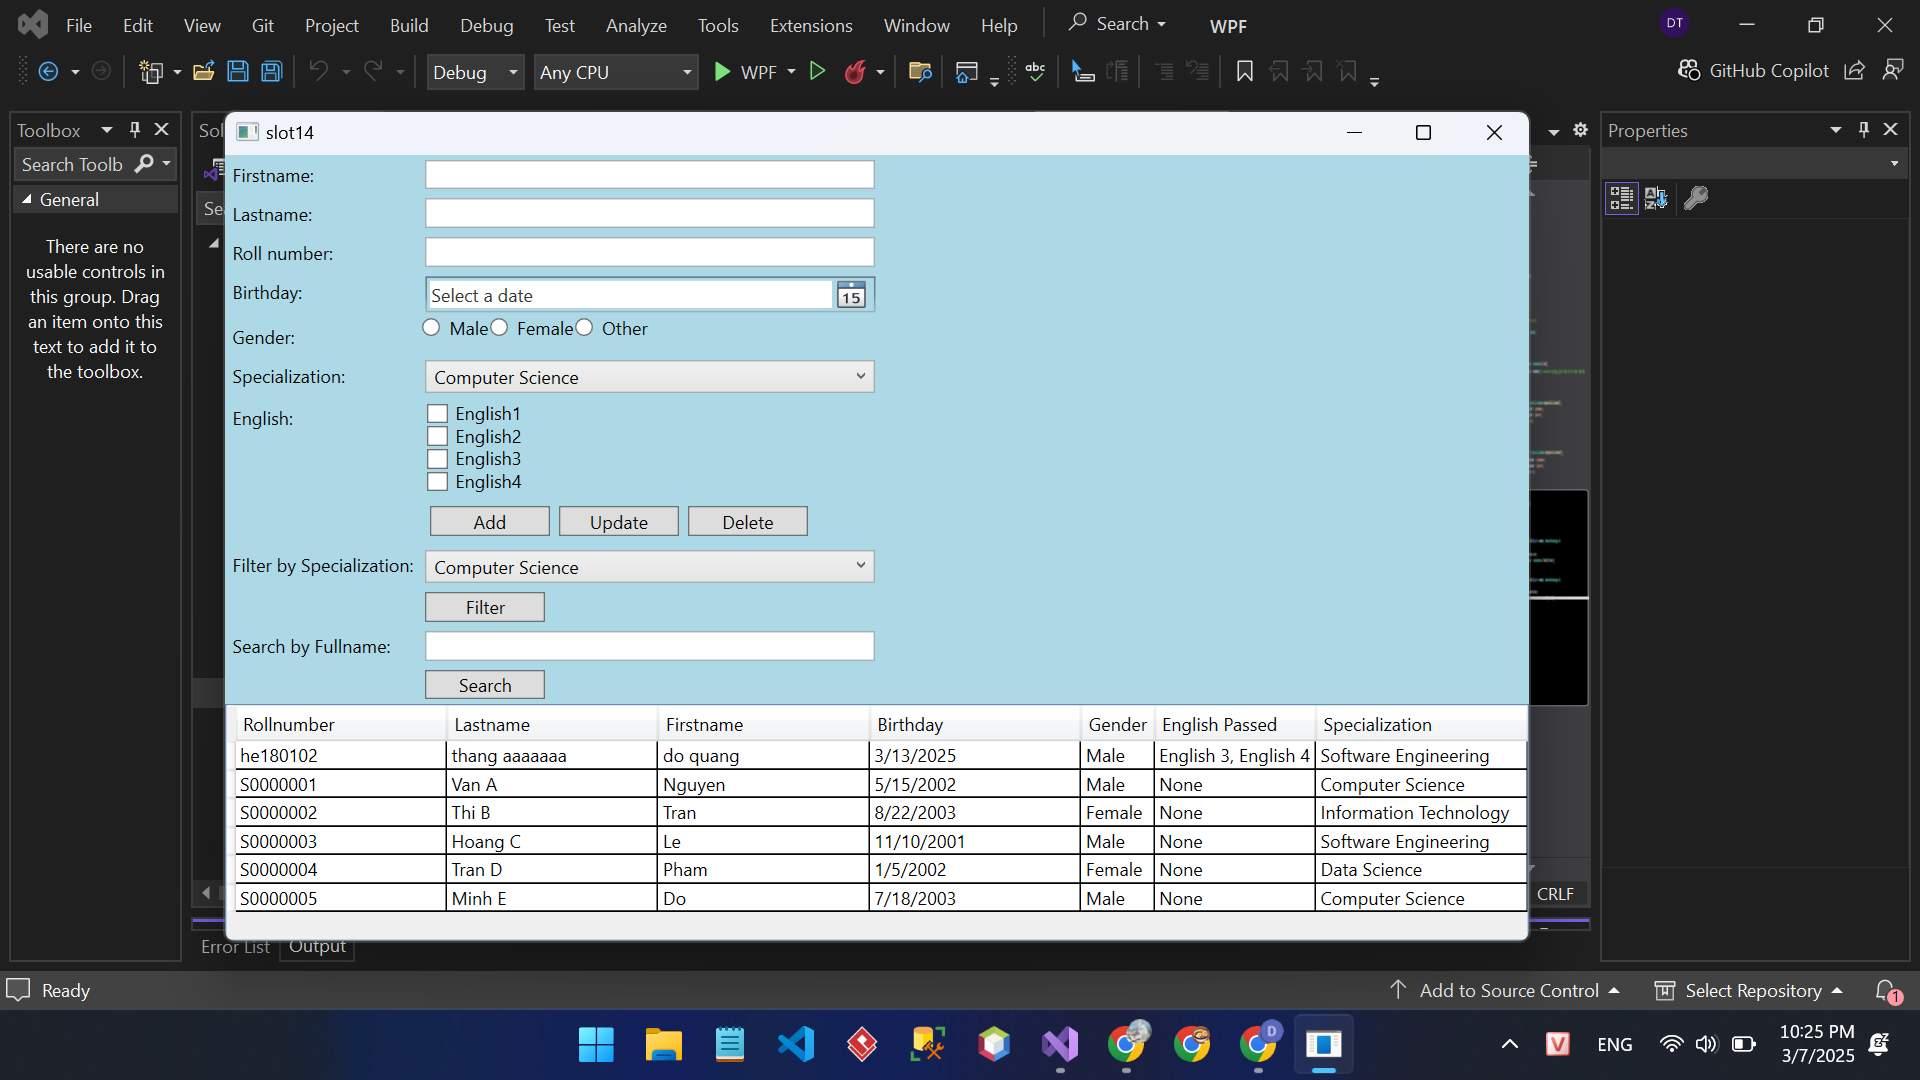 File Edit View Git Project Build Debug Test Analyze Tools Extensions Window Help Search WPF DT
Debug Any CPU WPF abc GitHub Copilot
Toolbox
Search Toolb
General
There are no
usable controls in
this group. Drag
an item onto this
text to add it to
the toolbox.
Sol
Se
slot14
Firstname:
Lastname:
Roll number:
Birthday: Select a date 15
Gender: Male Female Other
Specialization: Computer Science
English: English1
English2
English3
English4
Add Update Delete
Filter by Specialization: Computer Science
Filter
Search by Fullname:
Search
Rollnumber Lastname Firstname Birthday Gender English Passed Specialization
he180102 thang aaaaaaa do quang 3/13/2025 Male English 3, English 4 Software Engineering
S0000001 Van A Nguyen 5/15/2002 Male None Computer Science
S0000002 Thi B Tran 8/22/2003 Female None Information Technology
S0000003 Hoang C Le 11/10/2001 Male None Software Engineering
S0000004 Tran D Pham 1/5/2002 Female None Data Science
S0000005 Minh E Do 7/18/2003 Male None Computer Science
Properties
CRLF
Error List Output
Ready Add to Source Control Select Repository 1
D V ENG 10:25 PM
3/7/2025